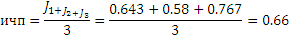 ичп = J₁₊J₂₊J₃ / 3 = 0.643 + 0.58 + 0.767 / 3 = 0.66